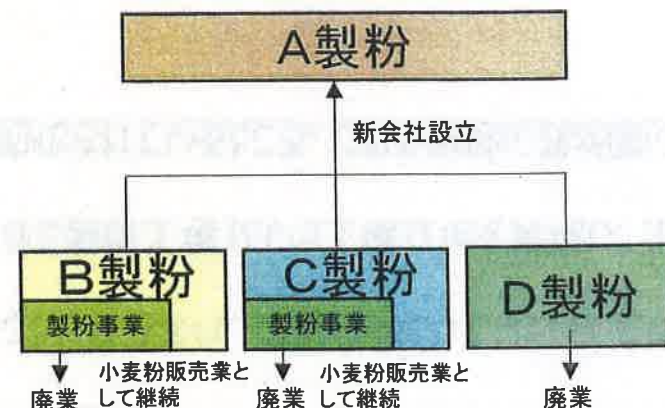 A製粉
新会社設立
B製粉
製粉事業
C製粉
製粉事業
D製粉
廃業
小麦粉販売業と
して継続
廃業
小麦粉販売業と
して継続
廃業